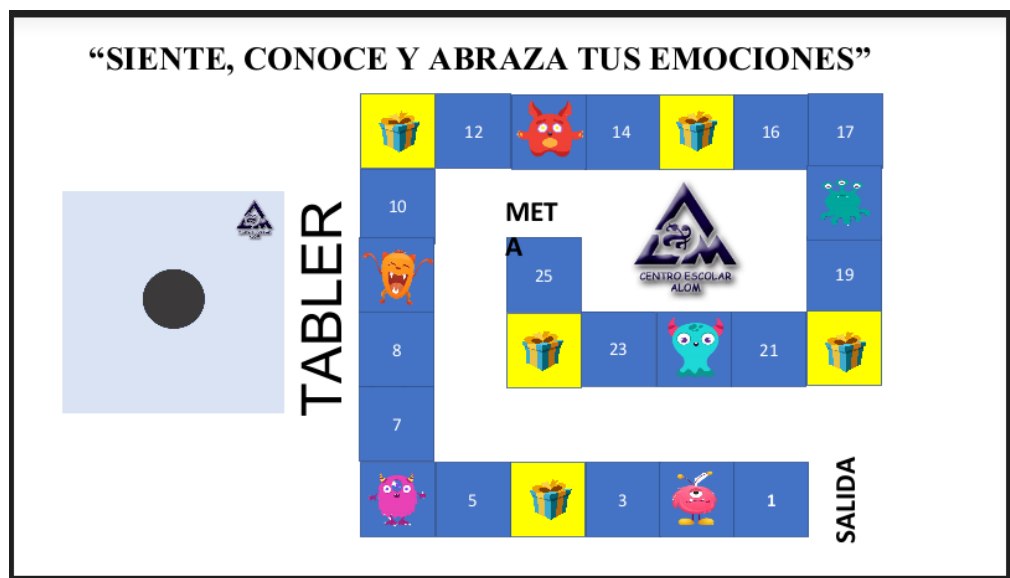 “SIENTE, CONOCE Y ABRAZA TUS EMOCIONES”
12
14
16
17
10
TABLER
MET
A
25
CENTRO ESCOLAR
ALOM
19
8
23
21
7
5
3
1
SALIDA